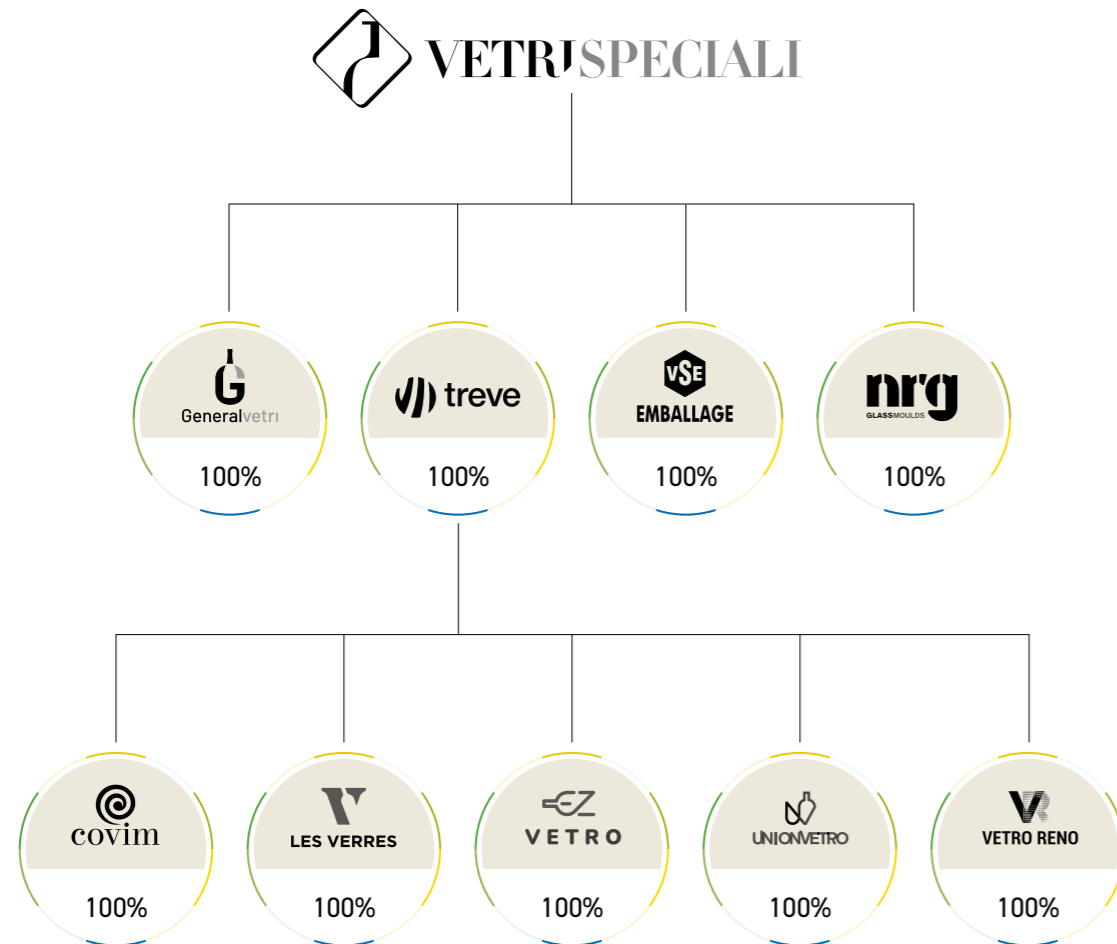 VETRISPECIALI
Generalvetri
100%
treve
100%
VSE
EMBALLAGE
100%
nrg
GLASSMOULDS
100%
covim
100%
LES VERRES
100%
EZ
VETRO
100%
UNIONVETRO
100%
VR
VETRO RENO
100%